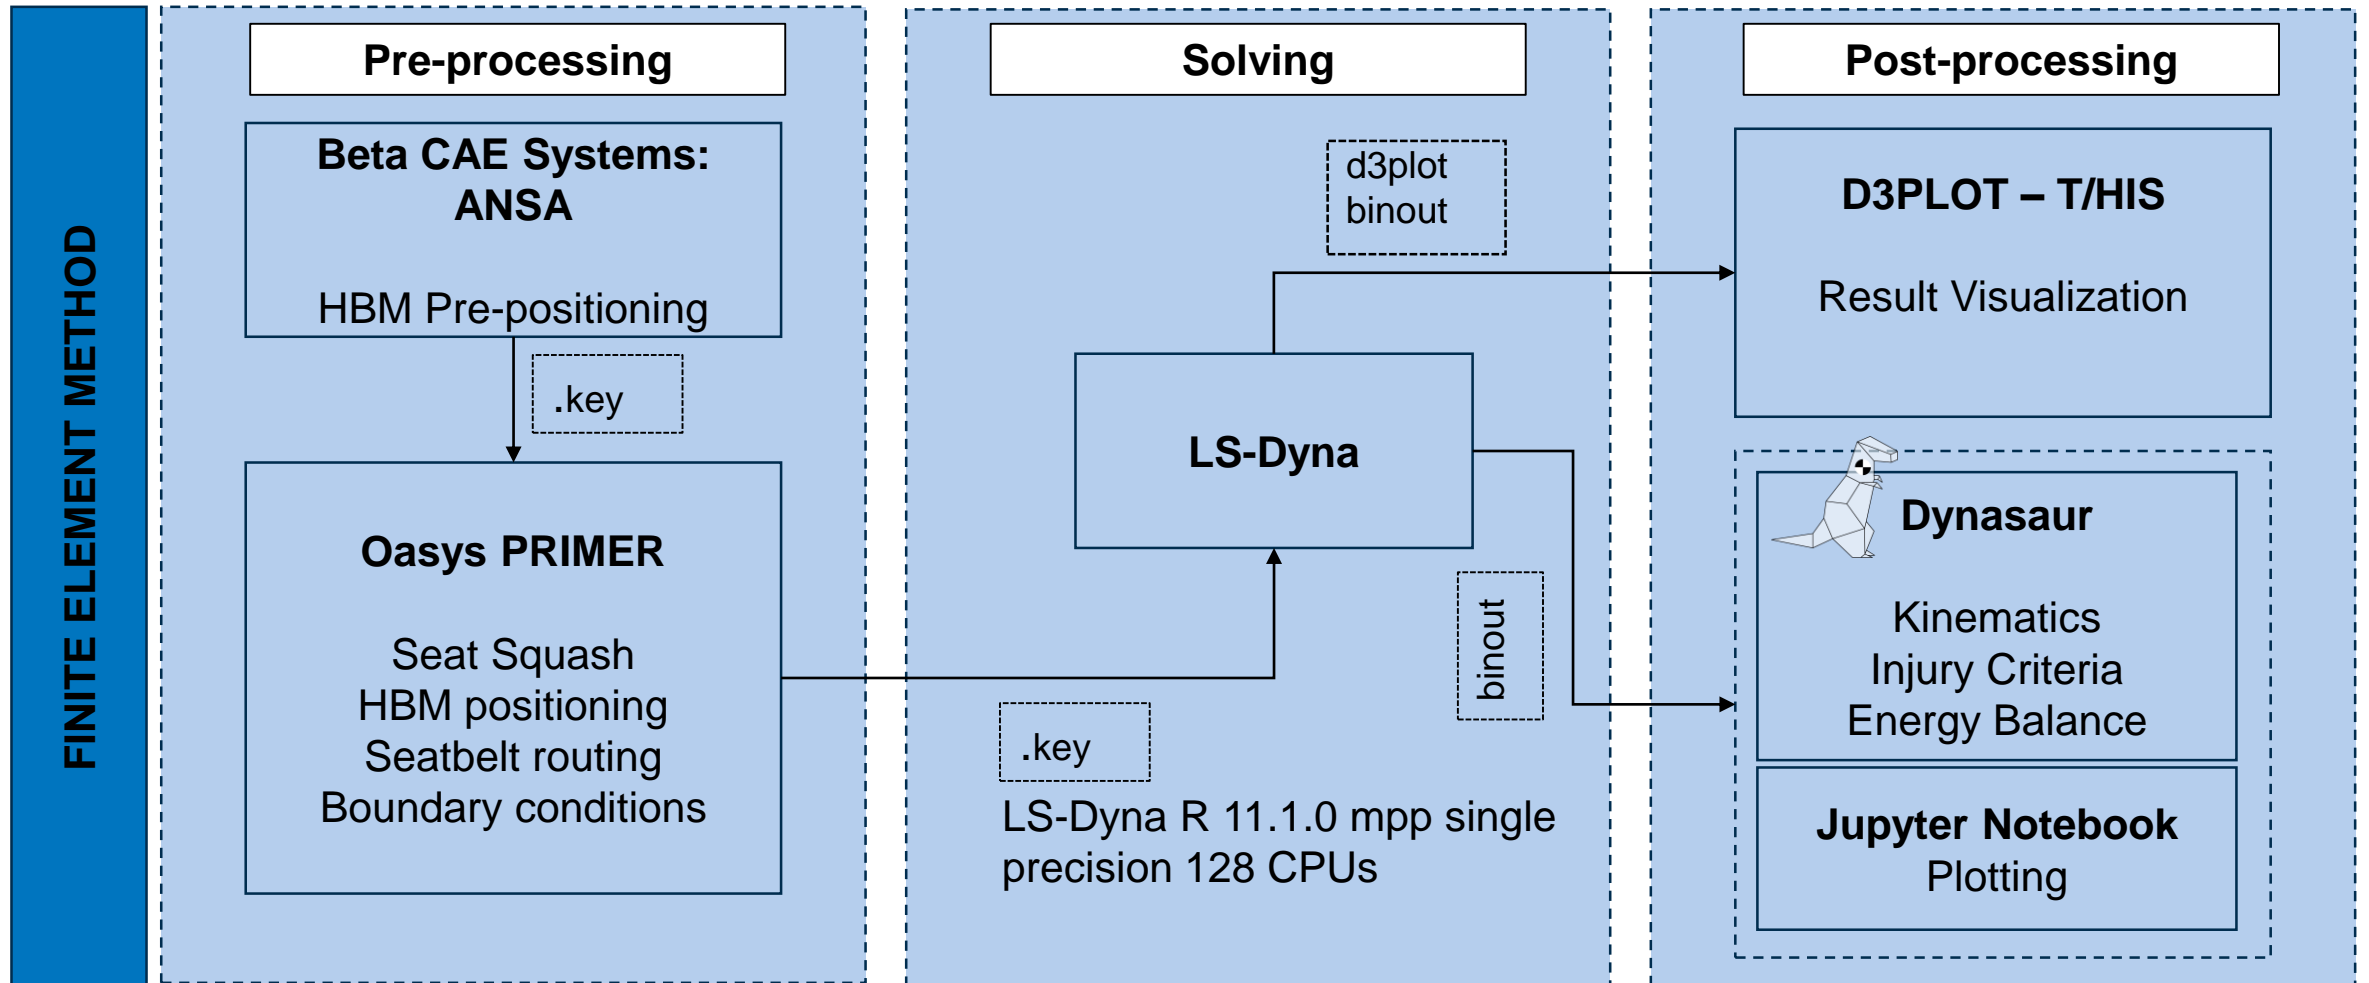 FINITE ELEMENT METHOD
Pre-processing
Beta CAE Systems:
ANSA
HBM Pre-positioning
.key
Oasys PRIMER
Seat Squash
HBM positioning
Seatbelt routing
Boundary conditions
Solving
d3plot
binout
LS-Dyna
binout
.key
LS-Dyna R 11.1.0 mpp single
precision 128 CPUs
Post-processing
D3PLOT – T/HIS
Result Visualization
Dynasaur
Kinematics
Injury Criteria
Energy Balance
Jupyter Notebook
Plotting